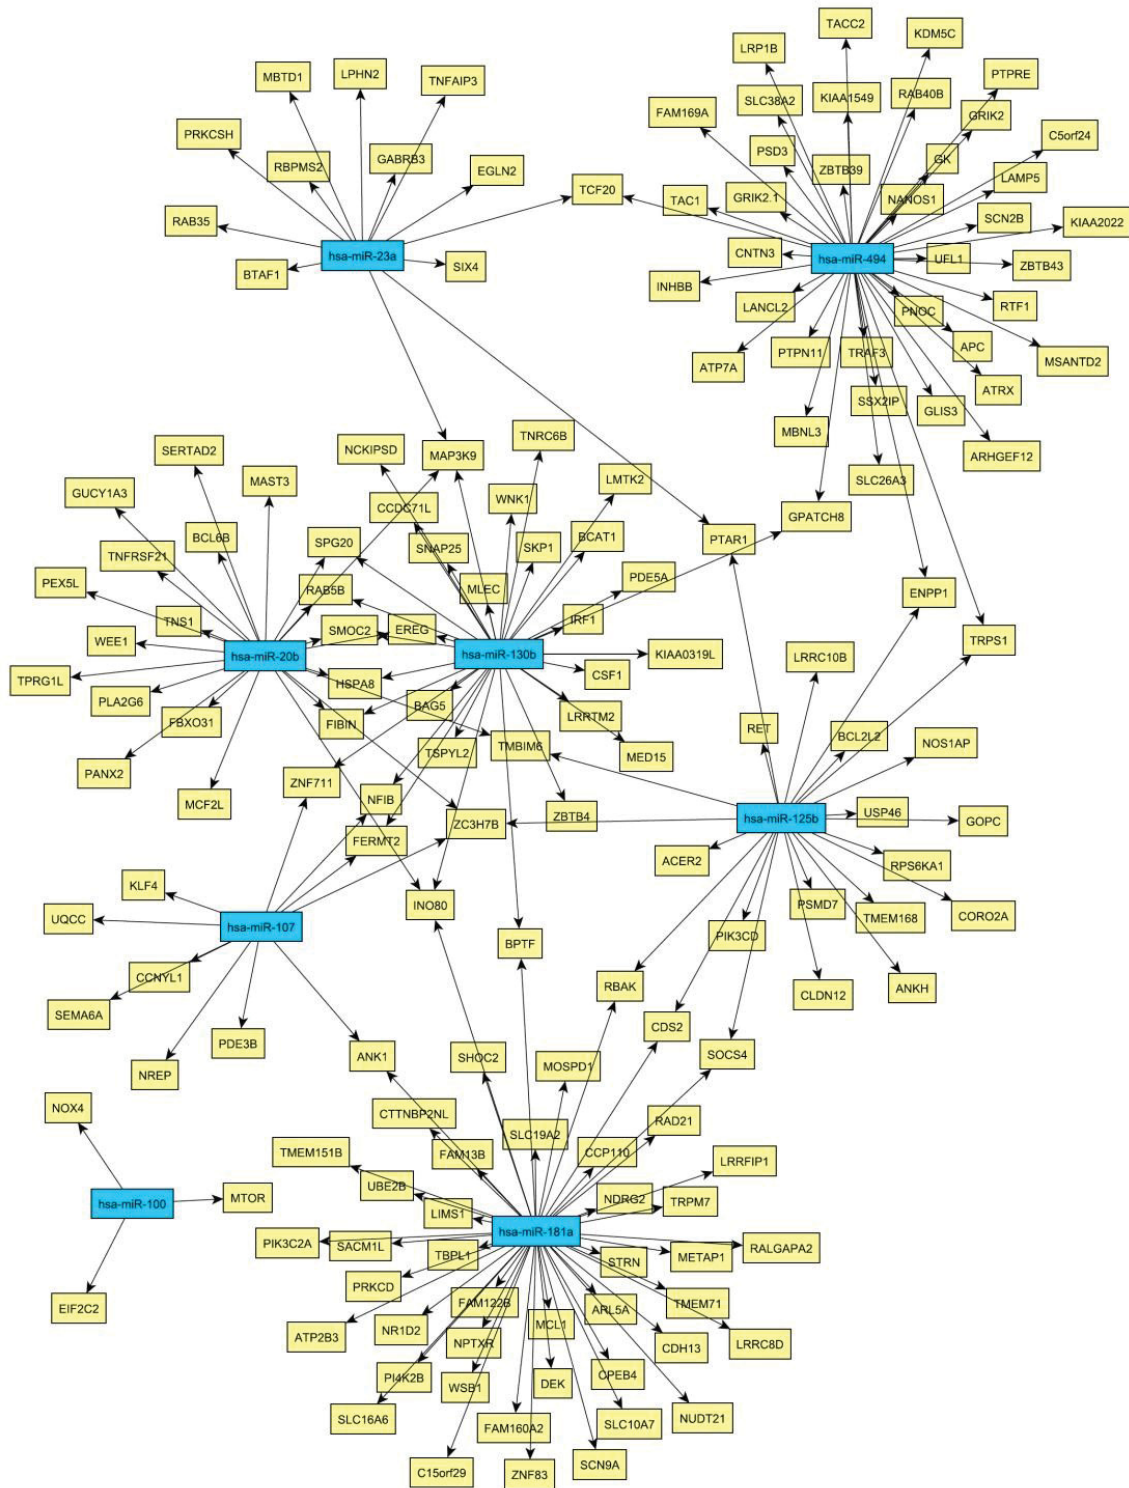 TACC2
KDM5C
LRP1B
LPHN2
TNFAIP3
MBTD1
PTPRE
SLC38A2
KIAA1549
RAB40B
FAM169A
GRIK2
PRKCSH
C5orf24
PSD3
GABRB3
RBPMS2
ZBTB39
GK
EGLN2
LAMP5
TCF20
TAC1
GRIK2.1
NANOS1
RAB35
SCN2B
KIAA2022
hsa-miR-23a
CNTN3
hsa-miR-494
UFL1
BTAF1
SIX4
ZBTB43
INHBB
LANCL2
PNOC
RTF1
PTPN11
TRAF3
APC
ATP7A
MSANTD2
ATRX
SSX2IP
GLIS3
MBNL3
TNRC6B
SERTAD2
NCKIPSD
MAP3K9
ARHGEF12
SLC26A3
MAST3
LMTK2
GUCY1A3
WNK1
CCDC71L
GPATCH8
BCL6B
SPG20
SNAP25
SKP1
BCAT1
PTAR1
TNFRSF21
PEX5L
RAB5B
MLEC
PDE5A
ENPP1
TNS1
WEE1
SMOC2
EREG
IRF1
TRPS1
hsa-miR-20b
hsa-miR-130b
KIAA0319L
LRRC10B
TPRG1L
HSPA8
CSF1
PLA2G6
BAG5
LRRTM2
FBXO31
FIBIN
RET
BCL2L2
NOS1AP
TSPYL2
TMBIM6
MED15
PANX2
ZNF711
NFIB
MCF2L
ZC3H7B
ZBTB4
hsa-miR-125b
USP46
GOPC
FERMT2
ACER2
RPS6KA1
KLF4
INO80
PSMD7
TMEM168
CORO2A
UQCC
hsa-miR-107
BPTF
PIK3CD
CCNYL1
RBAK
CLDN12
ANKH
SEMA6A
CDS2
PDE3B
ANK1
SHOC2
MOSPD1
SOCS4
NREP
NOX4
CTTNBP2NL
SLC19A2
RAD21
TMEM151B
FAM13B
CCP110
LRRFIP1
UBE2B
hsa-miR-100
MTOR
LIMS1
NDRG2
TRPM7
hsa-miR-181a
PIK3C2A
SACM1L
TBPL1
STRN
METAP1
RALGAPA2
PRKCD
EIF2C2
FAM122B
ARL5A
TMEM71
ATP2B3
NR1D2
NPTXR
MCL1
CDH13
LRRC8D
PI4K2B
WSB1
DEK
CPEB4
SLC16A6
FAM160A2
SLC10A7
NUDT21
C15orf29
ZNF83
SCN9A